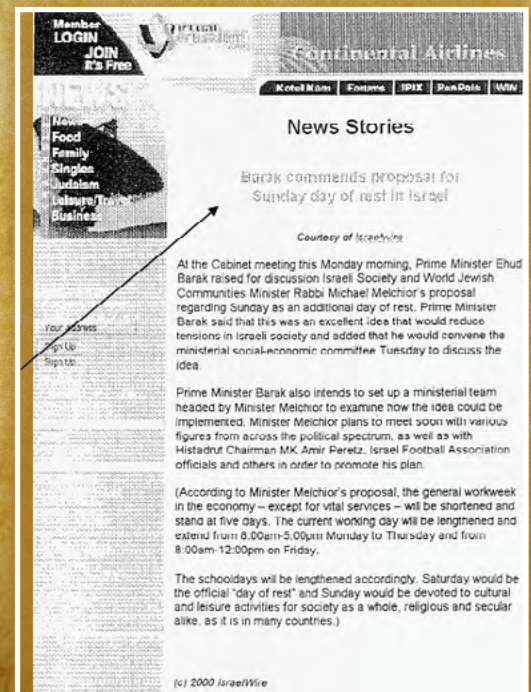 Member
LOGIN
JOIN
It's Free
Virtual
Jerusalem
Continental Airlines
Kotel Kam
Forums
IPIX
PenPals
WIN
NEWS
News
Food
Family
Singles
Judaism
Leisure/Travel
Business
Your address
Sign Up
Sign Up
News Stories
Barak commends proposal for
Sunday day of rest in Israel
Courtesy of Israelwire
At the Cabinet meeting this Monday morning, Prime Minister Ehud
Barak raised for discussion Israeli Society and World Jewish
Communities Minister Rabbi Michael Melchior's proposal
regarding Sunday as an additional day of rest. Prime Minister
Barak said that this was an excellent idea that would reduce
tensions in Israeli society and added that he would convene the
ministerial social-economic committee Tuesday to discuss the
idea.
Prime Minister Barak also intends to set up a ministerial team
headed by Minister Melchior to examine how the idea could be
implemented. Minister Melchior plans to meet soon with various
figures from across the political spectrum, as well as with
Histadrut Chairman MK Amir Peretz, Israel Football Association
officials and others in order to promote his plan.
(According to Minister Melchior's proposal, the general workweek
in the economy – except for vital services – will be shortened and
stand at five days. The current working day will be lengthened and
extend from 8:00am-5:00pm Monday to Thursday and from
8:00am-12:00pm on Friday.
The schooldays will be lengthened accordingly. Saturday would be
the official "day of rest" and Sunday would be devoted to cultural
and leisure activities for society as a whole, religious and secular
alike, as it is in many countries.)
(c) 2000 IsraelWire